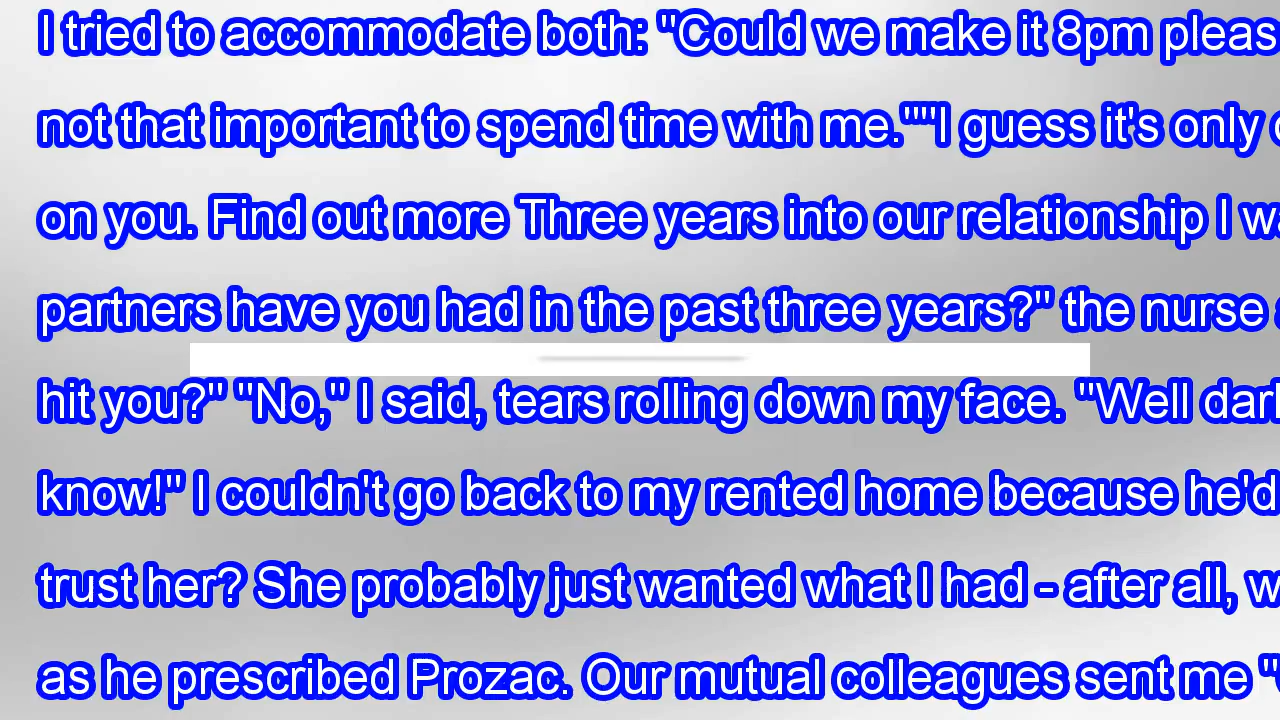 I tried to accommodate both: "Could we make it 8pm pleas
not that important to spend time with me.""I guess it's only
on you. Find out more Three years into our relationship I
partners have you had in the past three years?" the nurse
hit you?" "No," I said, tears rolling down my face. "Well
know!" I couldn't go back to my rented home because he'd
trust her? She probably just wanted what I had - after all,
as he prescribed Prozac. Our mutual colleagues sent me "